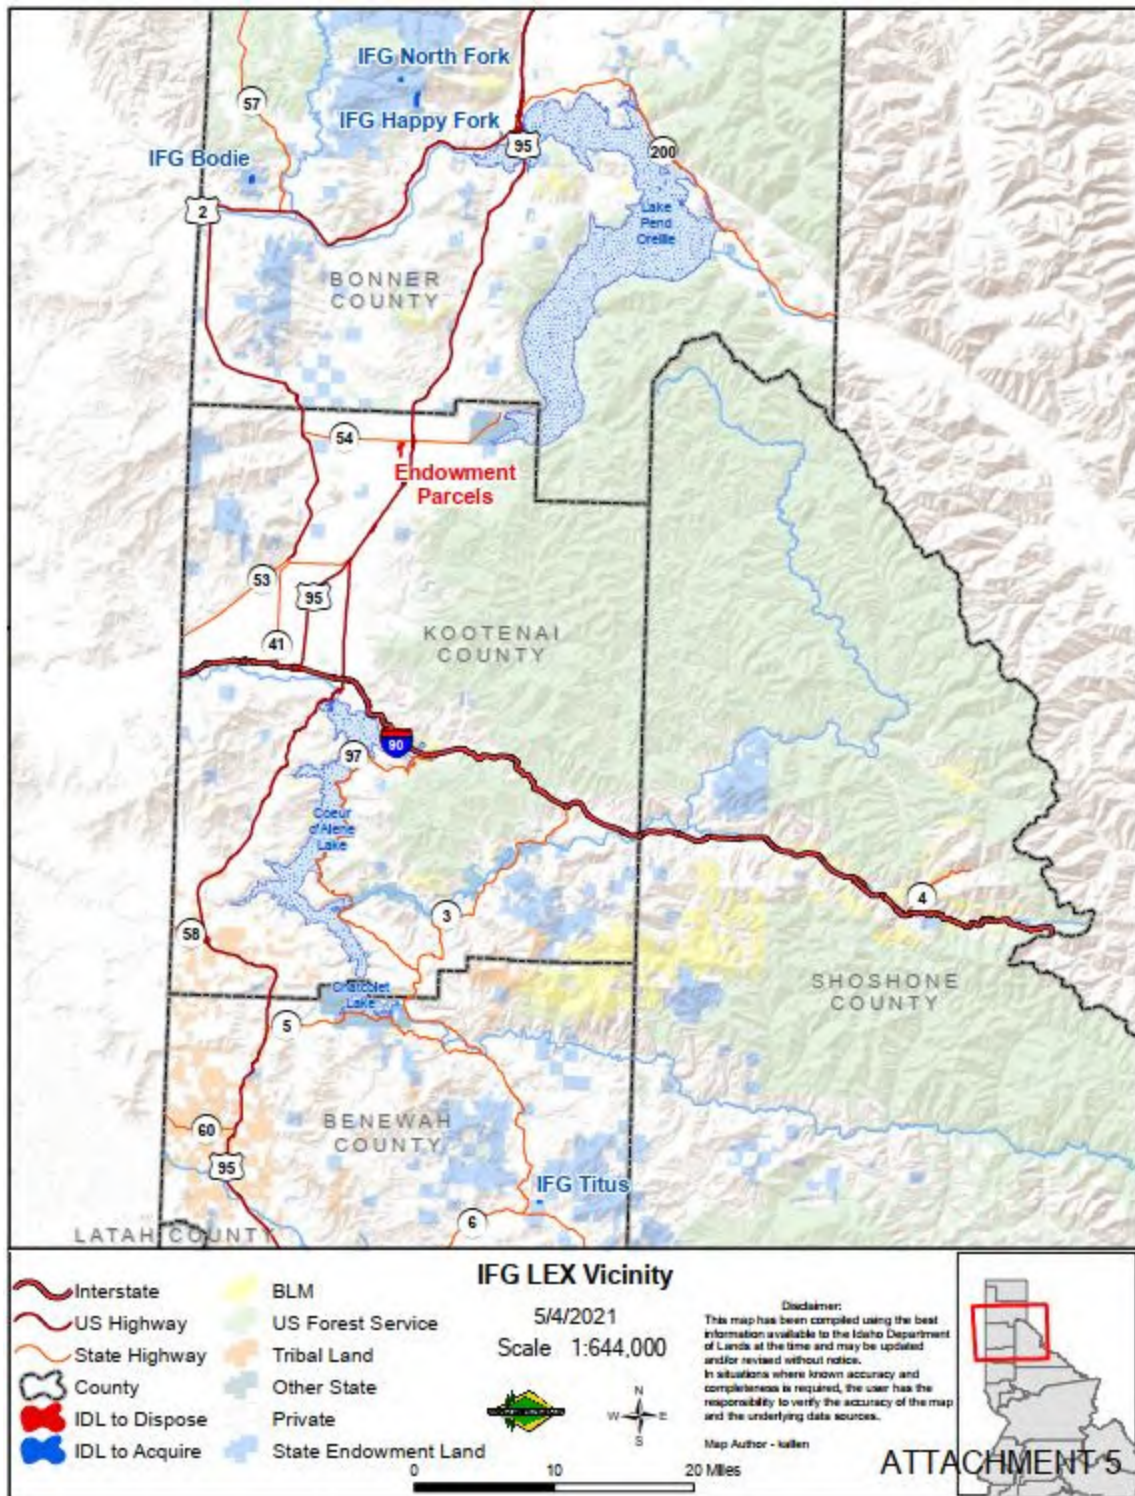 IFG North Fork
57
IFG Happy Fork
95
200
IFG Bodie
2
Lake
Pend
Oreille
BONNER
COUNTY
54
Endowment
Parcels
53
95
41
KOOTENAI
COUNTY
90
97
Coeur
d'Alene
Lake
4
3
58
SHOSHONE
COUNTY
Chatcolet
Lake
5
BENEWAH
COUNTY
60
95
IFG Titus
6
LATAH COUNTY
Interstate
US Highway
State Highway
County
IDL to Dispose
IDL to Acquire
BLM
US Forest Service
Tribal Land
Other State
Private
State Endowment Land
IFG LEX Vicinity
5/4/2021
Scale 1:644,000
N
W E
S
0 10 20 Miles
Disclaimer:
This map has been compiled using the best
information available to the Idaho Department
of Lands at the time and may be updated
and/or revised without notice.
In situations where known accuracy and
completeness is required, the user has the
responsibility to verify the accuracy of the map
and the underlying data sources.
Map Author - kallen
ATTACHMENT 5